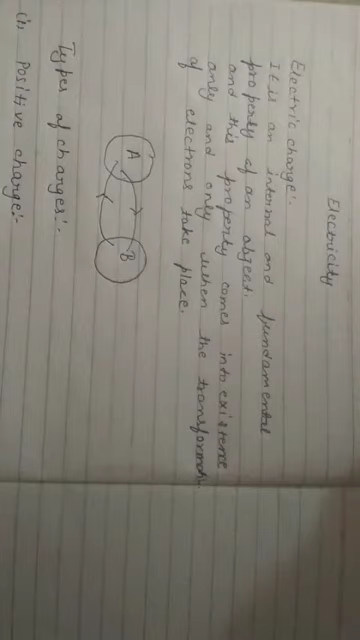 Electricity
Electric charge:-
It is an internal and fundamental
property of an object.
and this property comes into existence
only and only when the transformation
of electrons take place.
A
B
Types of charges:-
(i) Positive charge:-